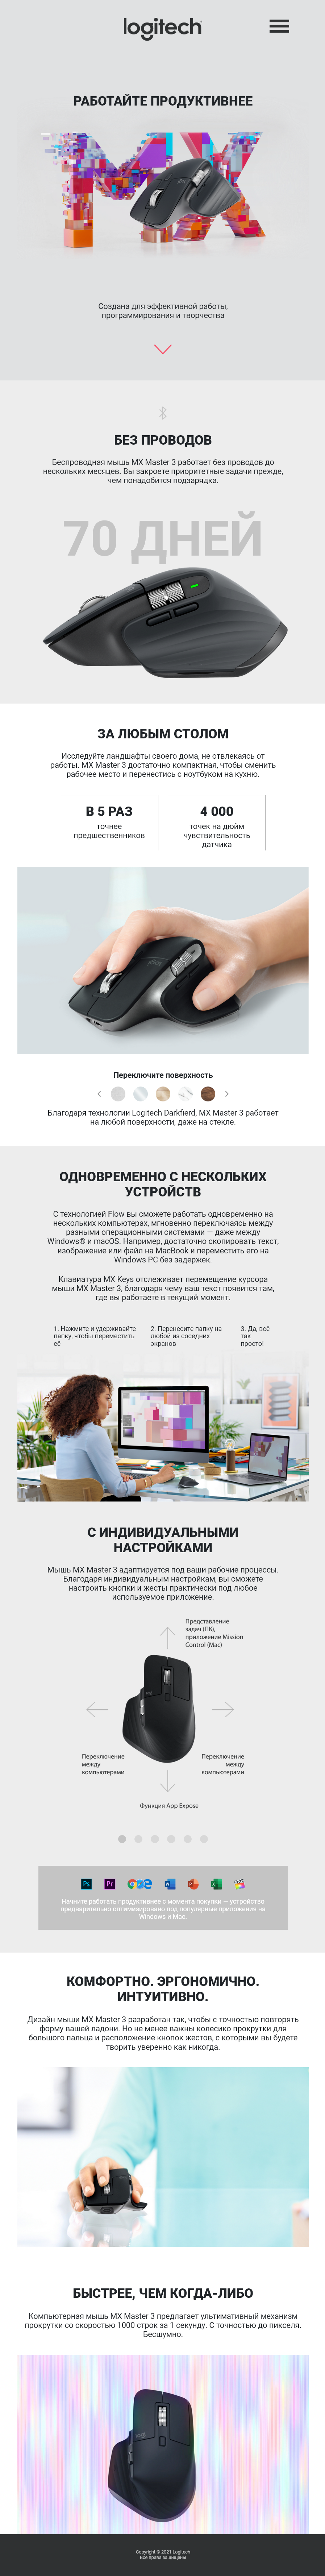 logitech
РАБОТАЙТЕ ПРОДУКТИВНЕЕ
MX
Создана для эффективной работы,
программирования и творчества
БЕЗ ПРОВОДОВ
Беспроводная мышь MX Master 3 работает без проводов до
нескольких месяцев. Вы закроете приоритетные задачи прежде,
чем понадобится подзарядка.
70 ДНЕЙ
ЗА ЛЮБЫМ СТОЛОМ
Исследуйте ландшафты своего дома, не отвлекаясь от
работы. MX Master 3 достаточно компактная, чтобы сменить
рабочее место и перенестись с ноутбуком на кухню.
В 5 РАЗ
точнее
предшественников
4 000
точек на дюйм
чувствительность
датчика
Переключите поверхность
Благодаря технологии Logitech Darkfierd, MX Master 3 работает
на любой поверхности, даже на стекле.
ОДНОВРЕМЕННО С НЕСКОЛЬКИХ
УСТРОЙСТВ
С технологией Flow вы сможете работать одновременно на
нескольких компьютерах, мгновенно переключаясь между
разными операционными системами — даже между
Windows® и macOS. Например, достаточно скопировать текст,
изображение или файл на MacBook и переместить его на
Windows PC без задержек.
Клавиатура MX Keys отслеживает перемещение курсора
мыши MX Master 3, благодаря чему ваш текст появится там,
где вы работаете в текущий момент.
1. Нажмите и удерживайте
папку, чтобы переместить
её
2. Перенесите папку на
любой из соседних
экранов
3. Да, всё
так
просто!
С ИНДИВИДУАЛЬНЫМИ
НАСТРОЙКАМИ
Мышь MX Master 3 адаптируется под ваши рабочие процессы.
Благодаря индивидуальным настройкам, вы сможете
настроить кнопки и жесты практически под любое
используемое приложение.
Представление
задач (ПК),
приложение Mission
Control (Mac)
Переключение
между
компьютерами
Переключение
между
компьютерами
Функция App Expose
Ps
Pr
Начните работать продуктивнее с момента покупки — устройство
предварительно оптимизировано под популярные приложения на
Windows и Mac.
КОМФОРТНО. ЭРГОНОМИЧНО.
ИНТУИТИВНО.
Дизайн мыши MX Master 3 разработан так, чтобы с точностью повторять
форму вашей ладони. Но не менее важны колесико прокрутки для
большого пальца и расположение кнопок жестов, с которыми вы будете
творить уверенно как никогда.
БЫСТРЕЕ, ЧЕМ КОГДА-ЛИБО
Компьютерная мышь MX Master 3 предлагает ультимативный механизм
прокрутки со скоростью 1000 строк за 1 секунду. С точностью до пикселя.
Бесшумно.
Copyright © 2021 Logitech
Все права защищены